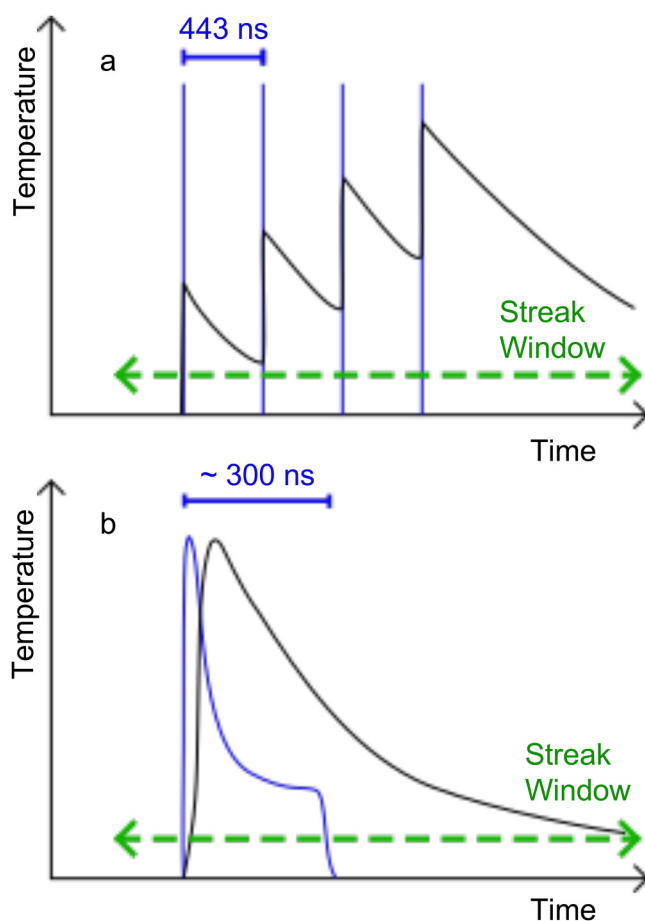 443 ns
a
Temperature
Streak
Window
Time
~ 300 ns
b
Temperature
Streak
Window
Time